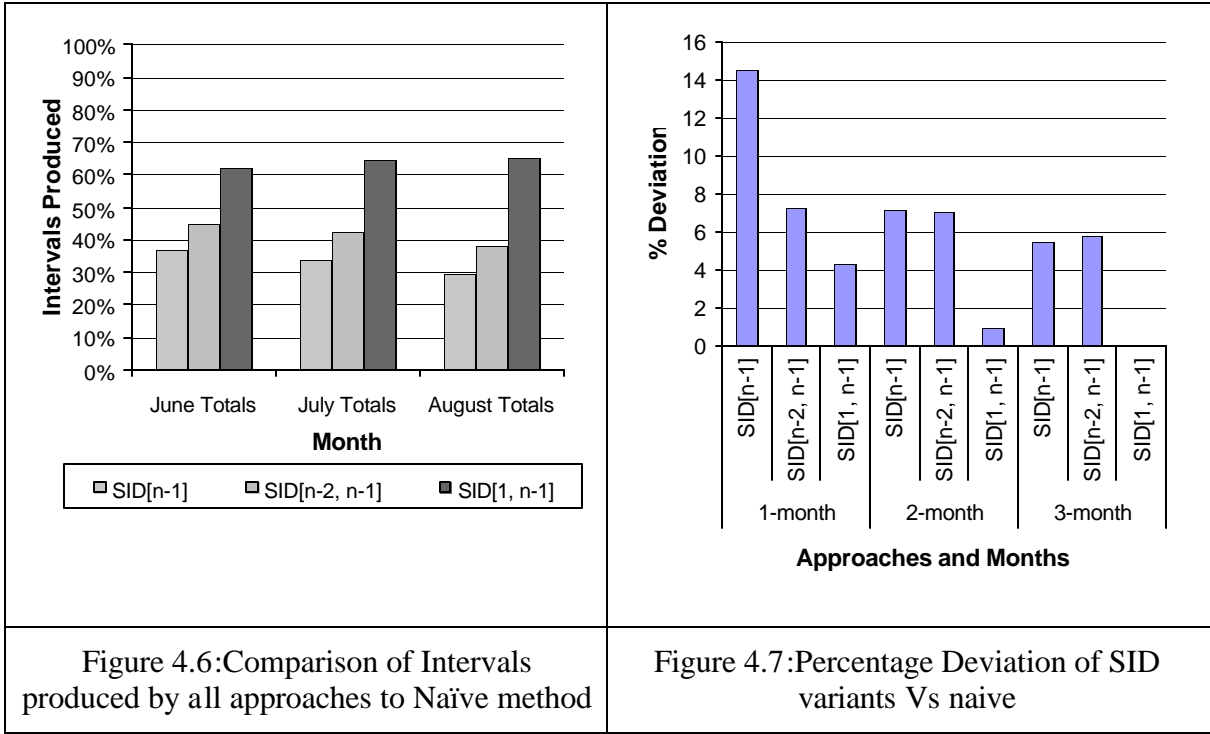 100%
90%
80%
70%
60%
50%
40%
30%
20%
10%
0%
Intervals Produced
June Totals July Totals August Totals
Month
SID[n-1] SID[n-2, n-1] SID[1, n-1]
Figure 4.6:Comparison of Intervals
produced by all approaches to Naïve method
16
14
12
10
8
6
4
2
0
% Deviation
SID[n-1]
SID[n-2, n-1]
SID[1, n-1]
SID[n-1]
SID[n-2, n-1]
SID[1, n-1]
SID[n-1]
SID[n-2, n-1]
SID[1, n-1]
1-month 2-month 3-month
Approaches and Months
Figure 4.7:Percentage Deviation of SID
variants Vs naive